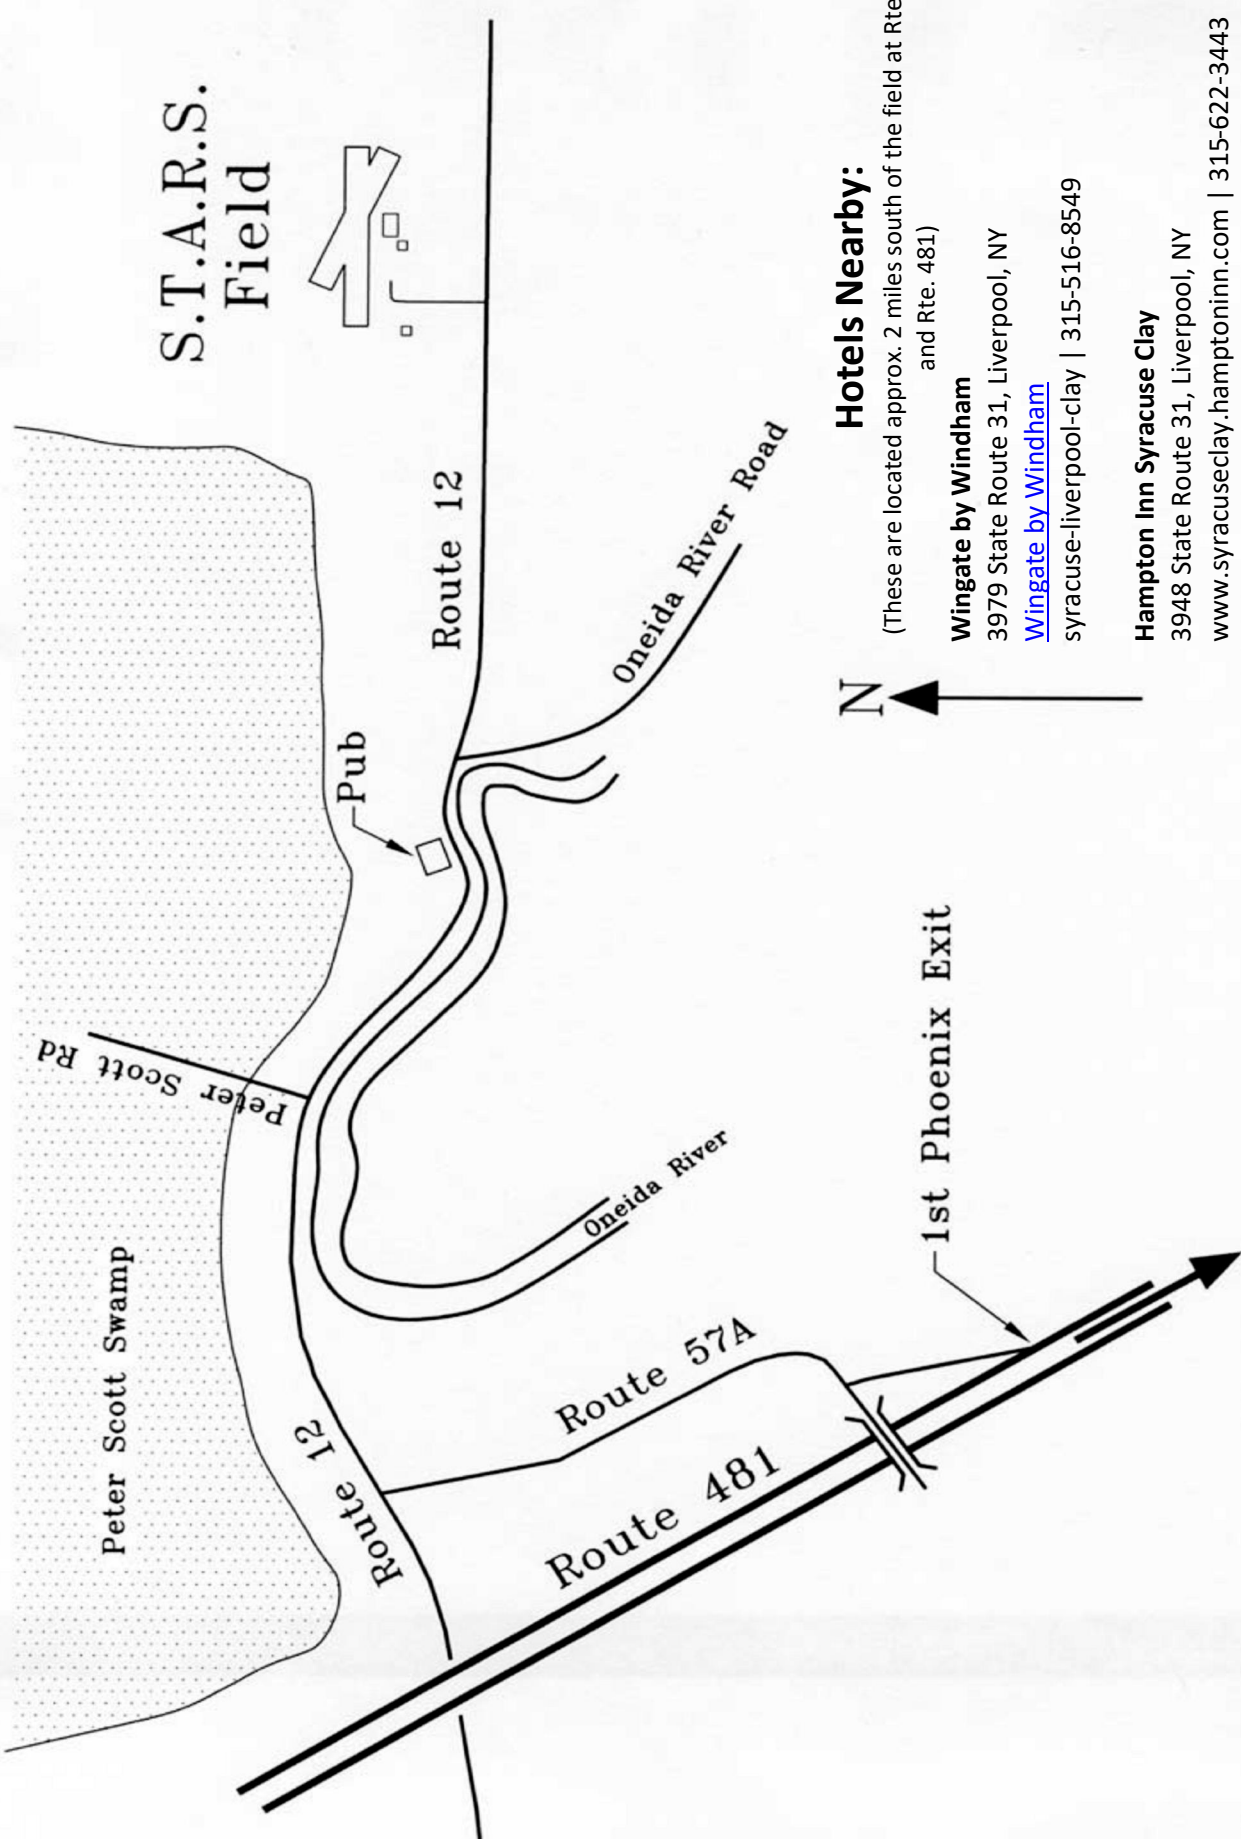 S.T.A.R.S.
Field
Peter Scott Swamp
Peter Scott Rd
Pub
Route 12
Route 12
Oneida River Road
Oneida River
Route 57A
Route 481
1st Phoenix Exit
N
Hotels Nearby:
(These are located approx. 2 miles south of the field at Rte
and Rte. 481)
Wingate by Windham
3979 State Route 31, Liverpool, NY
Wingate by Windham
syracuse-liverpool-clay | 315-516-8549
Hampton Inn Syracuse Clay
3948 State Route 31, Liverpool, NY
www.syracuseclay.hamptoninn.com | 315-622-3443